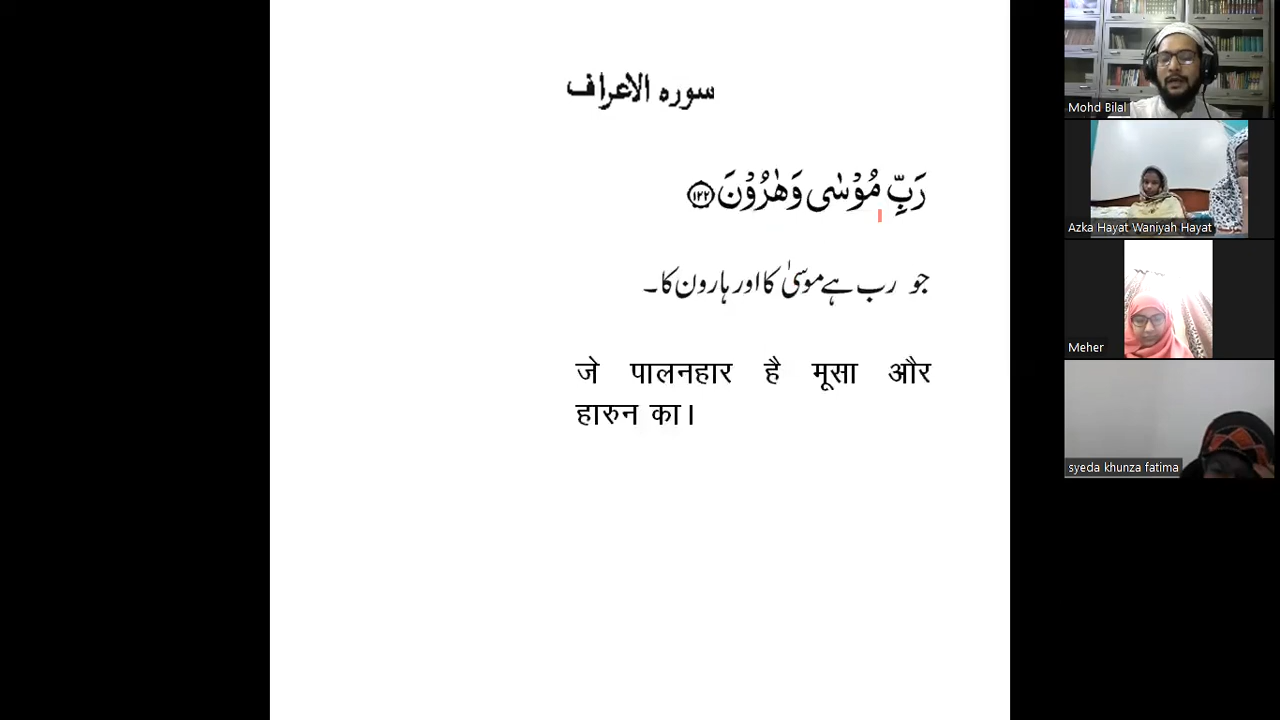 سورہ الاعراف
رَبِّ مُوْسٰى وَهٰرُوْنَ ۝١٢٢
جو رب ہے موسیٰ کا اور ہارون کا۔
जे पालनहार है मूसा और
हारुन का।
Mohd Bilal
Azka Hayat Waniyah Hayat
Meher
syeda khunza fatima